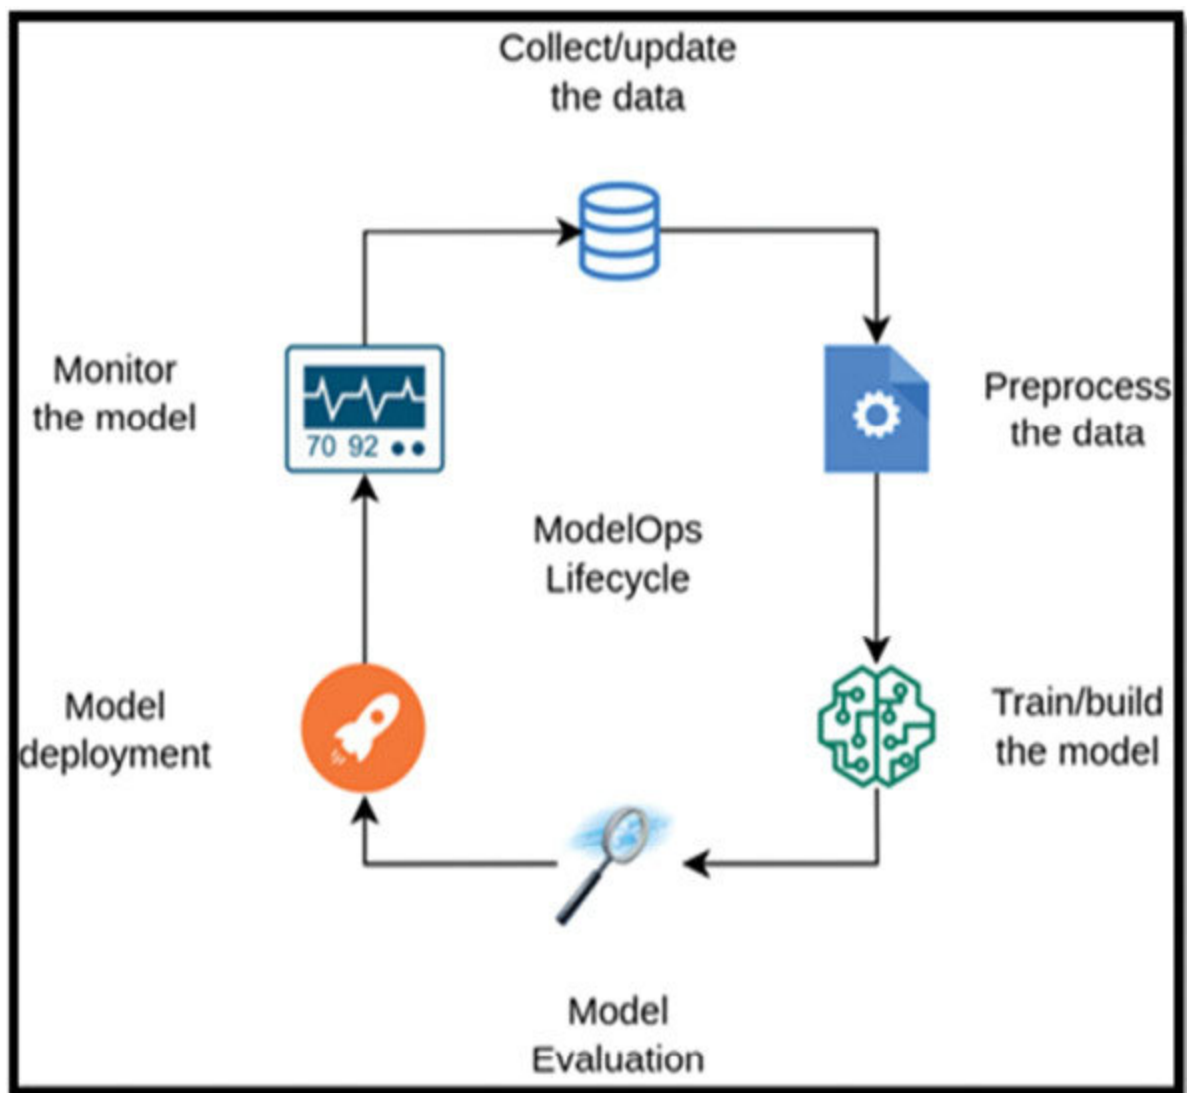 Collect/update
the data
Monitor
the model
70 92
Preprocess
the data
ModelOps
Lifecycle
Model
deployment
Train/build
the model
Model
Evaluation